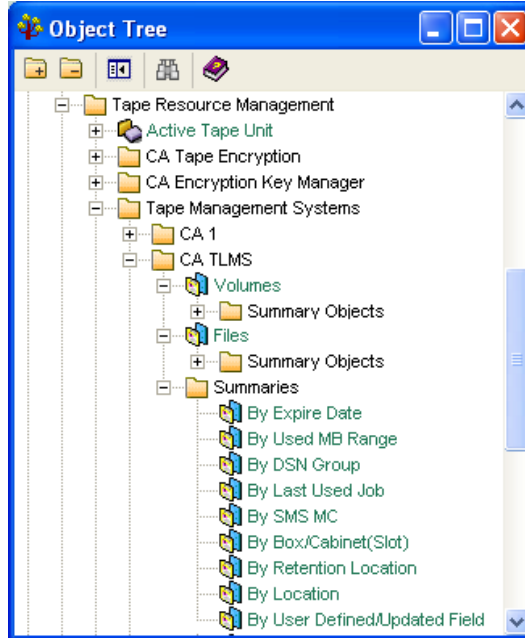 Object Tree
Tape Resource Management
Active Tape Unit
CA Tape Encryption
CA Encryption Key Manager
Tape Management Systems
CA 1
CA TLMS
Volumes
Summary Objects
Files
Summary Objects
Summaries
By Expire Date
By Used MB Range
By DSN Group
By Last Used Job
By SMS MC
By Box/Cabinet(Slot)
By Retention Location
By Location
By User Defined/Updated Field